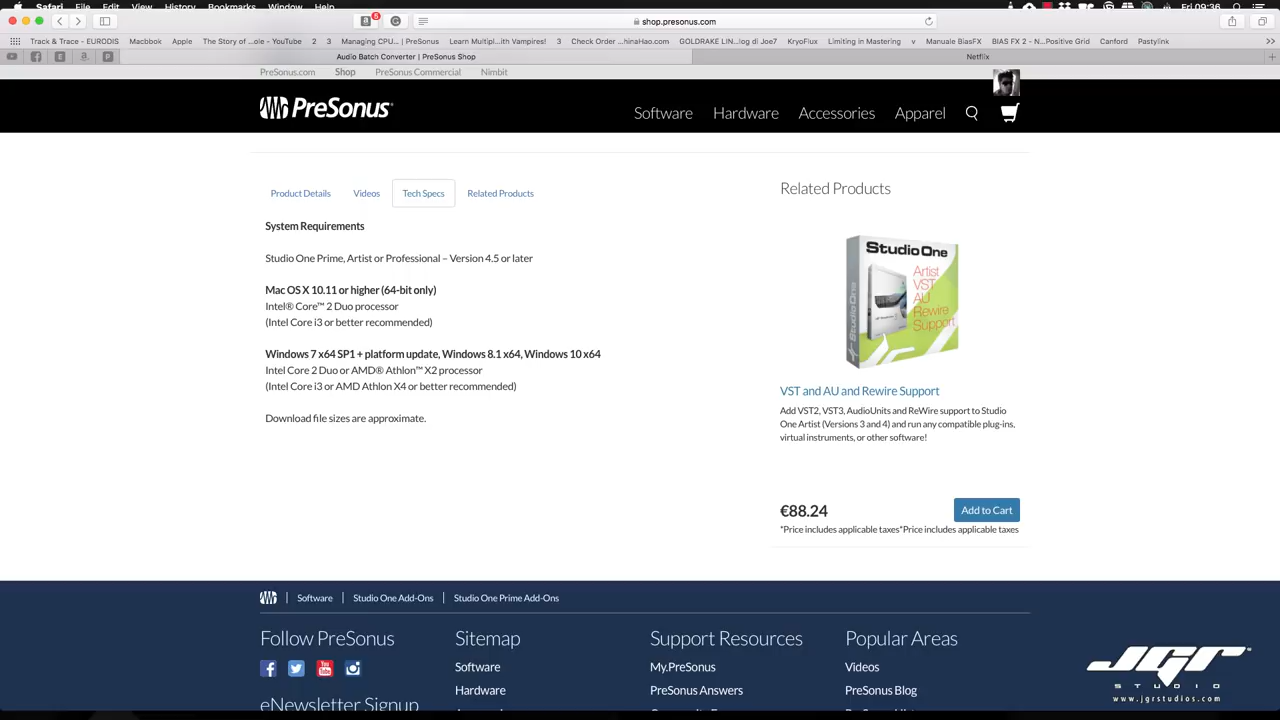 Safari File Edit View History Bookmarks Window Help
Fri 09:36
8
shop.presonus.com
Track & Trace - EURODIS Macbook Apple The Story of ...ole - YouTube 2 3 Managing CPU... | PreSonus Learn Multipl...ith Vampires! 3 Check Order ...hinaHao.com GOLDRAKE LIN...log di Joe7 KryoFlux Limiting in Mastering v Manuale BiasFX BIAS FX 2 - N...Positive Grid Canford Pastylink
Audio Batch Converter | PreSonus Shop
Netflix
PreSonus.com Shop PreSonus Commercial Nimbit
PreSonus
Software Hardware Accessories Apparel
Product Details Videos Tech Specs Related Products
System Requirements
Studio One Prime, Artist or Professional – Version 4.5 or later
Mac OS X 10.11 or higher (64-bit only)
Intel® Core™ 2 Duo processor
(Intel Core i3 or better recommended)
Windows 7 x64 SP1 + platform update, Windows 8.1 x64, Windows 10 x64
Intel Core 2 Duo or AMD® Athlon™ X2 processor
(Intel Core i3 or AMD Athlon X4 or better recommended)
Download file sizes are approximate.
Related Products
Studio One
Artist
VST
AU
Rewire
Support
Studio One
VST and AU and Rewire Support
Add VST2, VST3, AudioUnits and ReWire support to Studio
One Artist (Versions 3 and 4) and run any compatible plug-ins,
virtual instruments, or other software!
€88.24
Add to Cart
*Price includes applicable taxes*Price includes applicable taxes
Software | Studio One Add-Ons | Studio One Prime Add-Ons
Follow PreSonus
Sitemap
Support Resources
Popular Areas
Software
My.PreSonus
Videos
Hardware
PreSonus Answers
PreSonus Blog
eNewsletter Signup
JGR
STUDIO
www.jgrstudios.com